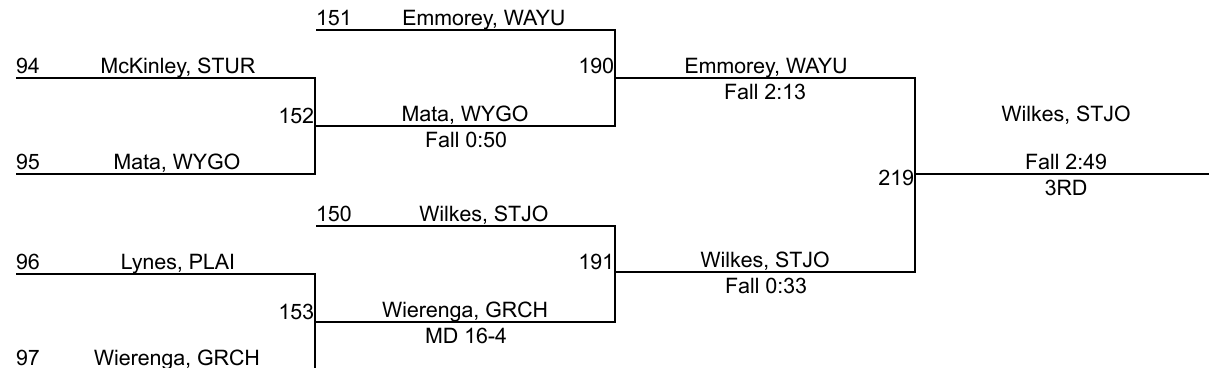 151 Emmorey, WAYU
94 McKinley, STUR
190 Emmorey, WAYU
Fall 2:13
152 Mata, WYGO
Fall 0:50
Wilkes, STJO
95 Mata, WYGO
Fall 2:49
219
3RD
150 Wilkes, STJO
96 Lynes, PLAI
191 Wilkes, STJO
Fall 0:33
153 Wierenga, GRCH
MD 16-4
97 Wierenga, GRCH